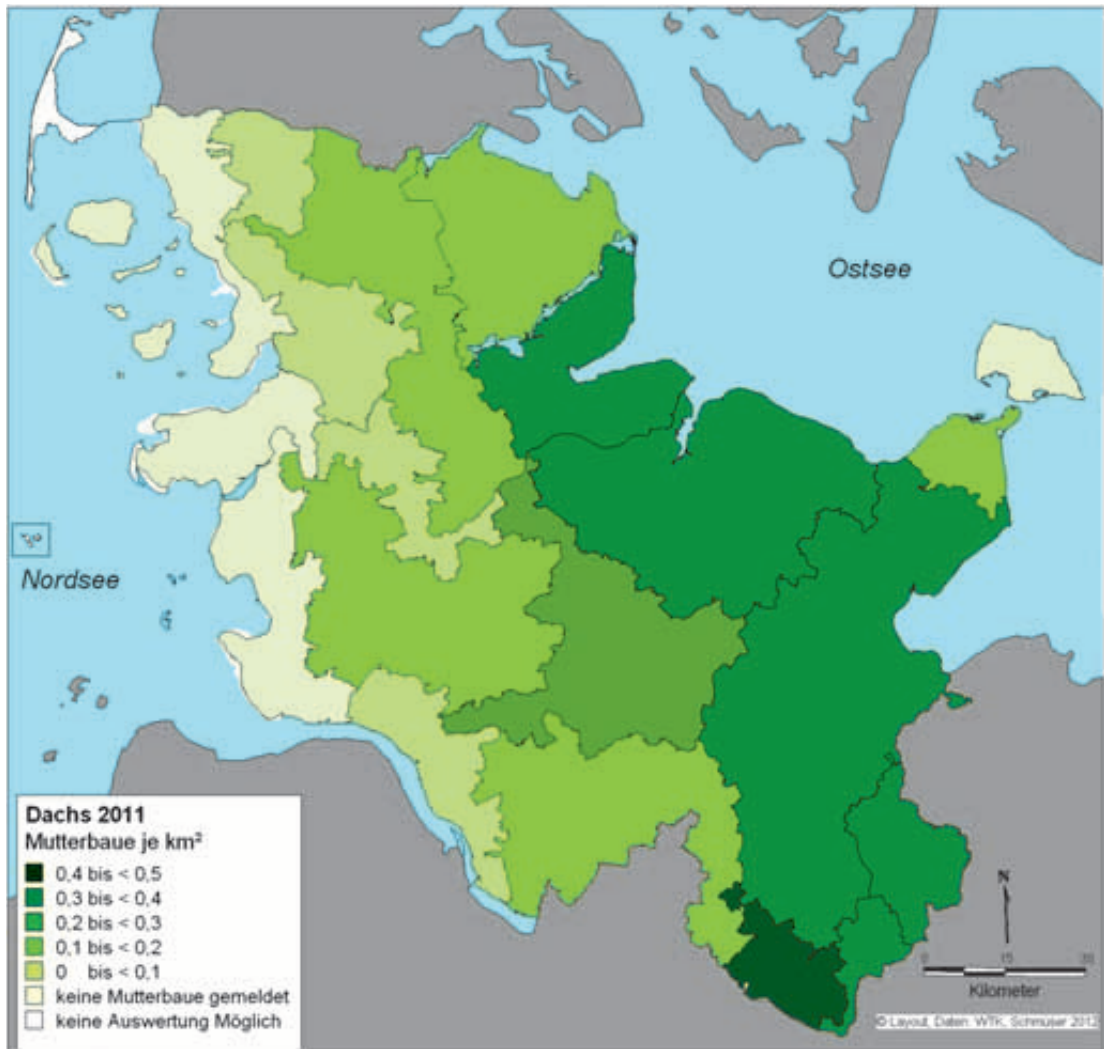 Ostsee
Nordsee
Dachs 2011
Mutterbaue je km²
0,4 bis < 0,5
0,3 bis < 0,4
0,2 bis < 0,3
0,1 bis < 0,2
0 bis < 0,1
keine Mutterbaue gemeldet
keine Auswertung Möglich
N
0 15 30
Kilometer
© Layout, Daten: WTK, Schmüser 2012